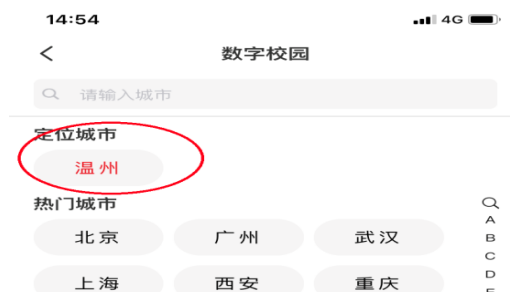 14:54 4G
数字校园
请输入城市
定位城市
温州
热门城市
北京 广州 武汉
上海 西安 重庆
A
B
C
D